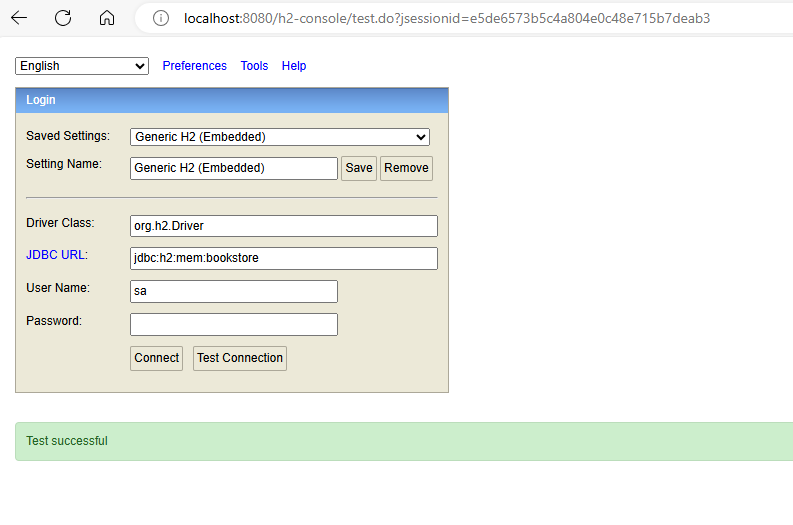 localhost:8080/h2-console/test.do?jsessionid=e5de6573b5c4a804e0c48e715b7deab3
English Preferences Tools Help
Login
Saved Settings: Generic H2 (Embedded)
Setting Name: Generic H2 (Embedded) Save Remove
Driver Class: org.h2.Driver
JDBC URL: jdbc:h2:mem:bookstore
User Name: sa
Password:
Connect Test Connection
Test successful